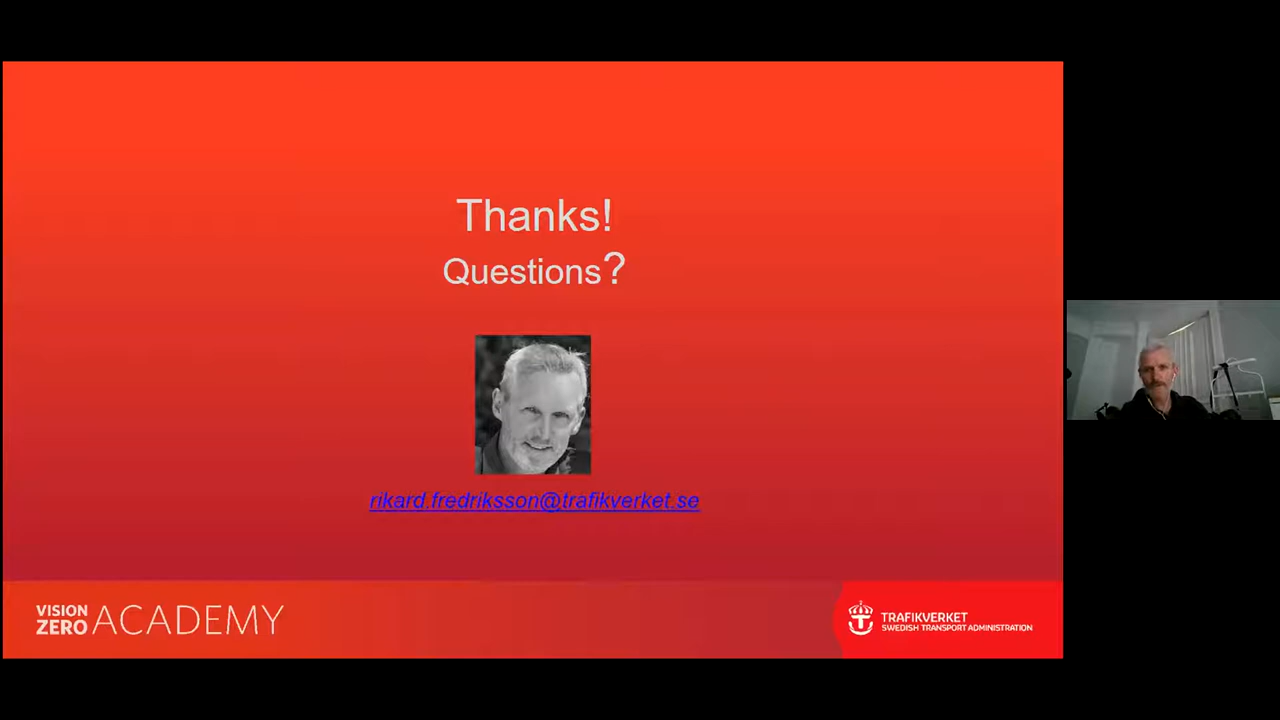 Thanks!
Questions?
rikard.fredriksson@trafikverket.se
VISION
ZERO ACADEMY
TRAFIKVERKET
SWEDISH TRANSPORT ADMINISTRATION